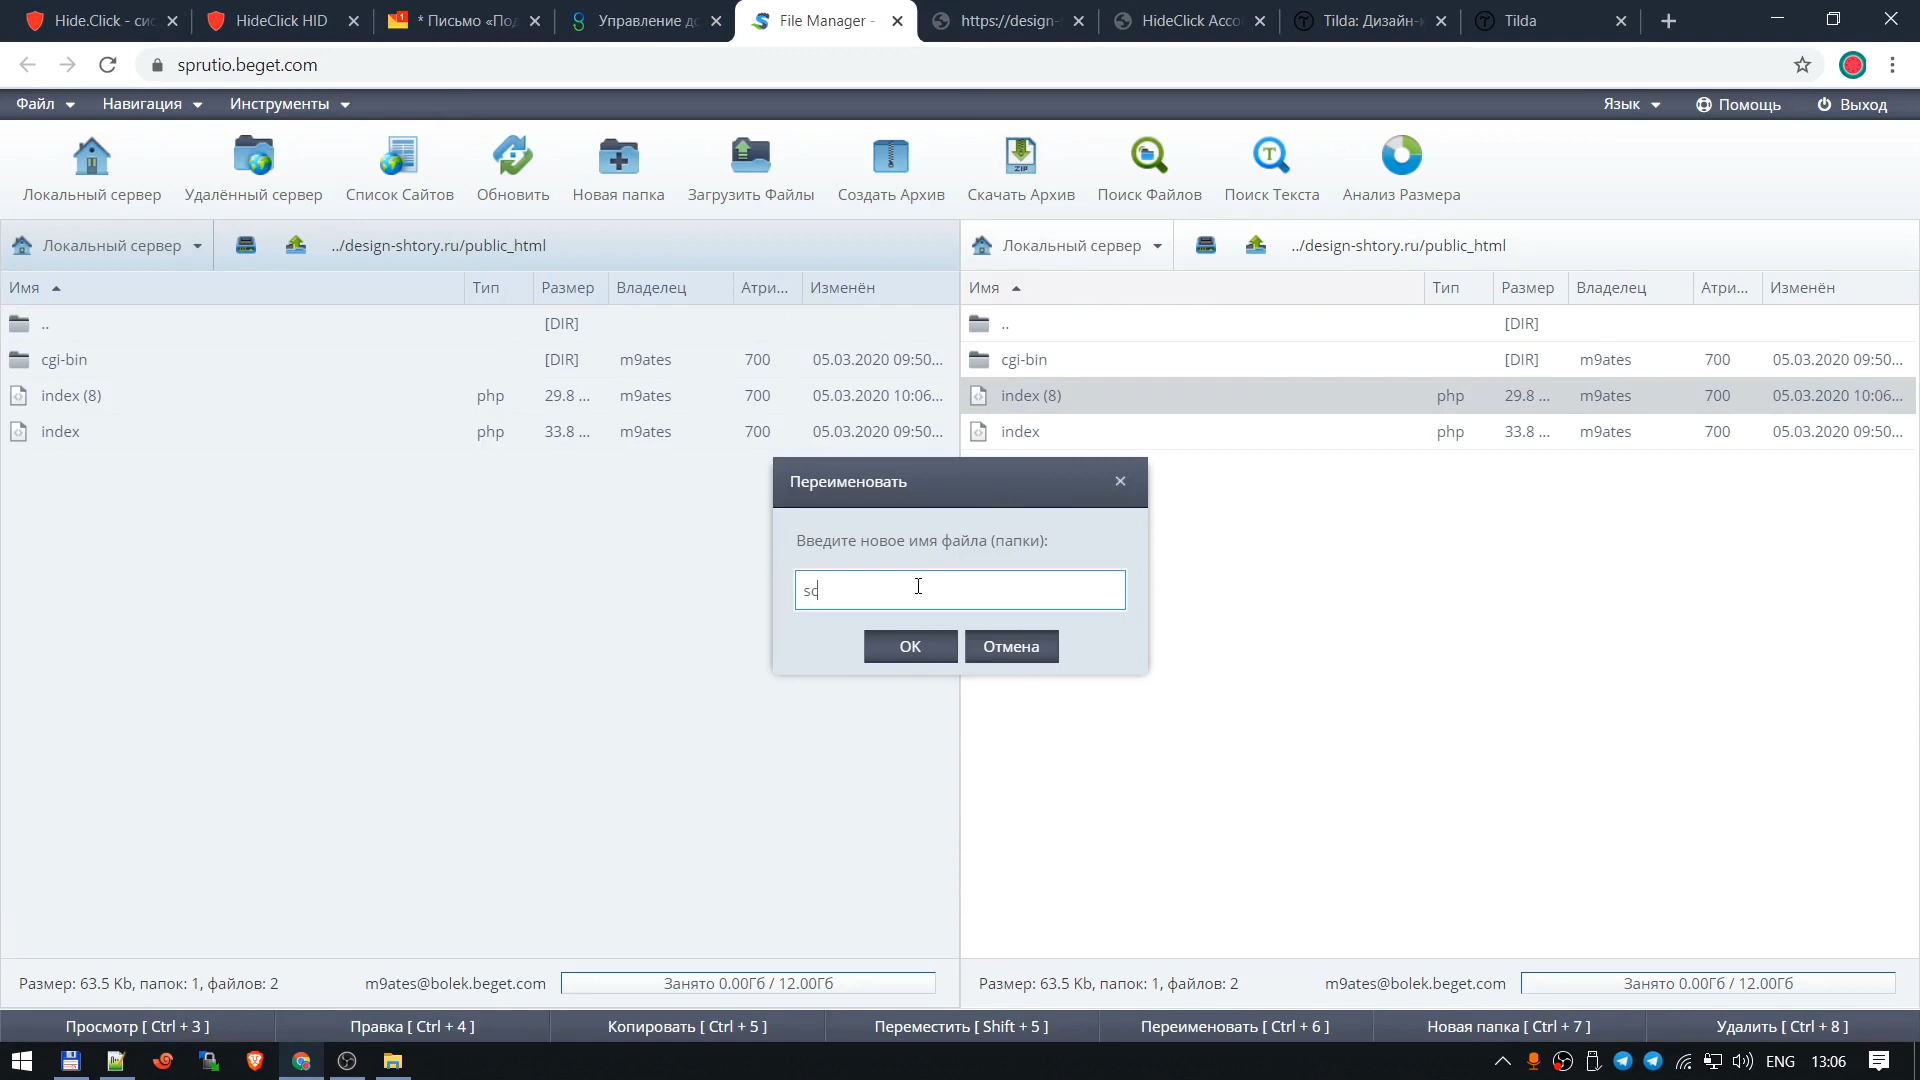 Hide.Click - сис
HideClick HID
* Письмо «Под
Управление до
File Manager -
https://design-
HideClick Acco
Tilda: Дизайн-к
Tilda
sprutio.beget.com
Файл Навигация Инструменты Язык Помощь Выход
Локальный сервер Удалённый сервер Список Сайтов Обновить Новая папка Загрузить Файлы Создать Архив Скачать Архив Поиск Файлов Поиск Текста Анализ Размера
Локальный сервер ../design-shtory.ru/public_html
Имя Тип Размер Владелец Атри... Изменён
.. [DIR]
cgi-bin [DIR] m9ates 700 05.03.2020 09:50...
index (8) php 29.8 ... m9ates 700 05.03.2020 10:06...
index php 33.8 ... m9ates 700 05.03.2020 09:50...
Локальный сервер ../design-shtory.ru/public_html
Имя Тип Размер Владелец Атри... Изменён
.. [DIR]
cgi-bin [DIR] m9ates 700 05.03.2020 09:50...
index (8) php 29.8 ... m9ates 700 05.03.2020 10:06...
index php 33.8 ... m9ates 700 05.03.2020 09:50...
Переименовать
Введите новое имя файла (папки):
sc
OK Отмена
Размер: 63.5 Kb, папок: 1, файлов: 2 m9ates@bolek.beget.com Занято 0.00Гб / 12.00Гб
Размер: 63.5 Kb, папок: 1, файлов: 2 m9ates@bolek.beget.com Занято 0.00Гб / 12.00Гб
Просмотр [ Ctrl + 3 ] Правка [ Ctrl + 4 ] Копировать [ Ctrl + 5 ] Переместить [ Shift + 5 ] Переименовать [ Ctrl + 6 ] Новая папка [ Ctrl + 7 ] Удалить [ Ctrl + 8 ]
ENG 13:06